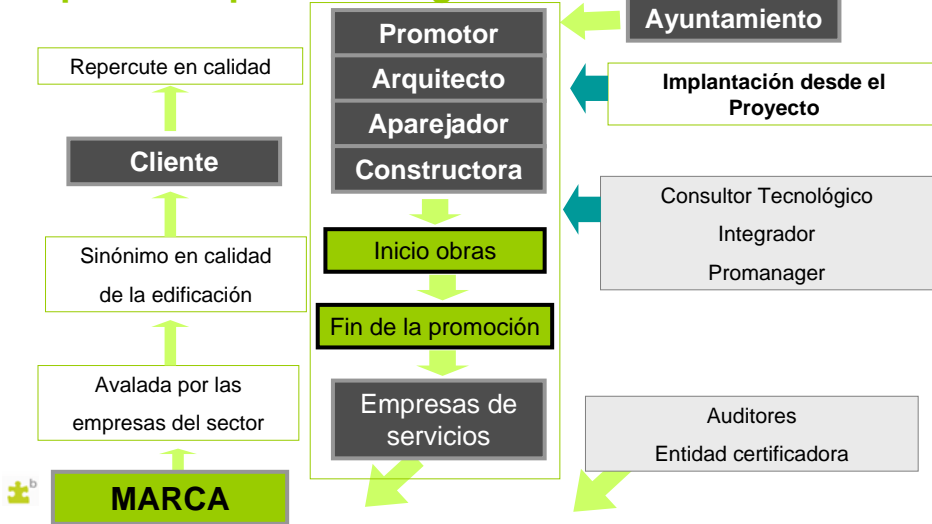 Promotor
Arquitecto
Aparejador
Constructora
Ayuntamiento
Implantación desde el
Proyecto
Consultor Tecnológico
Integrador
Promanager
Repercute en calidad
Cliente
Sinónimo en calidad
de la edificación
Avalada por las
empresas del sector
MARCA
Inicio obras
Fin de la promoción
Empresas de
servicios
Auditores
Entidad certificadora
b